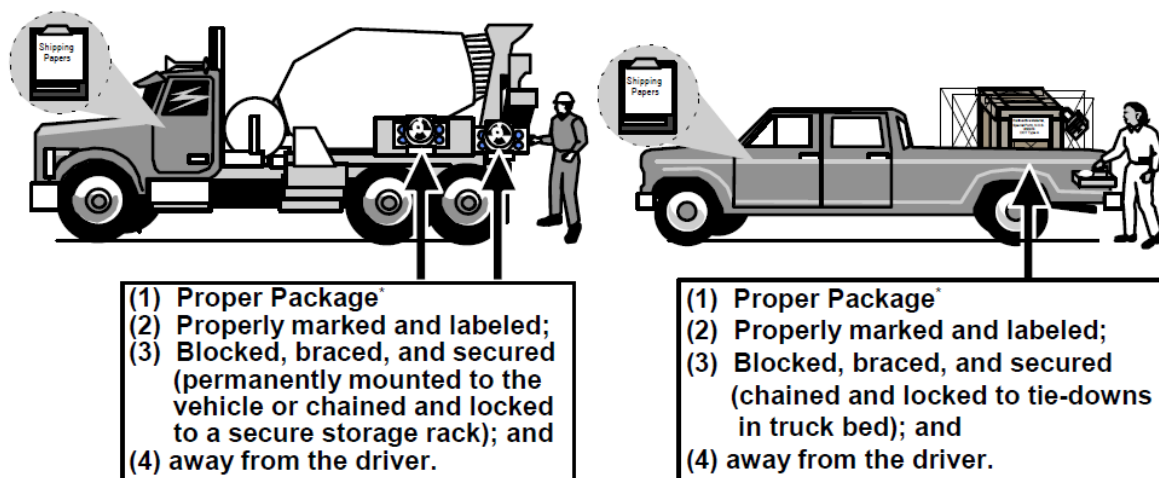 Shipping
Papers
(1) Proper Package*
(2) Properly marked and labeled;
(3) Blocked, braced, and secured
(permanently mounted to the
vehicle or chained and locked
to a secure storage rack); and
(4) away from the driver.
Shipping
Papers
(1) Proper Package*
(2) Properly marked and labeled;
(3) Blocked, braced, and secured
(chained and locked to tie-downs
in truck bed); and
(4) away from the driver.